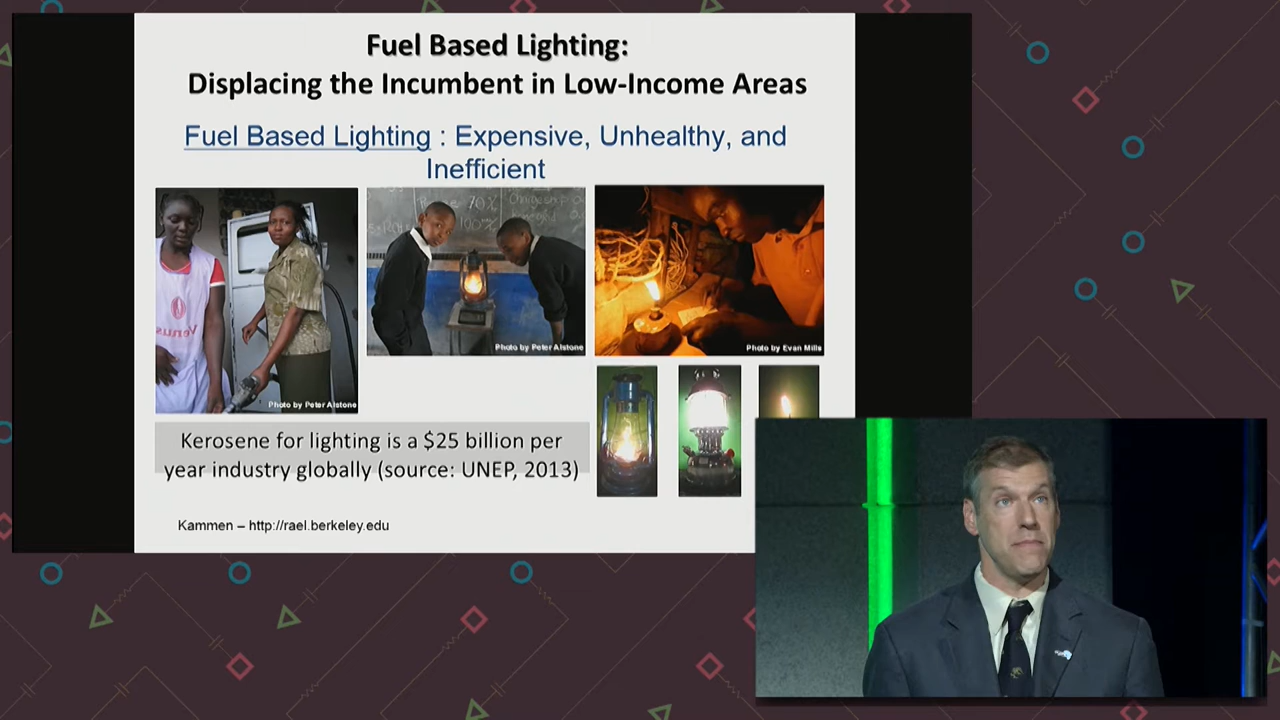 Fuel Based Lighting:
Displacing the Incumbent in Low-Income Areas
Fuel Based Lighting : Expensive, Unhealthy, and
Inefficient
Photo by Peter Alstone
Photo by Peter Alstone
Photo by Evan Mills
Kerosene for lighting is a $25 billion per
year industry globally (source: UNEP, 2013)
Kammen – http://rael.berkeley.edu